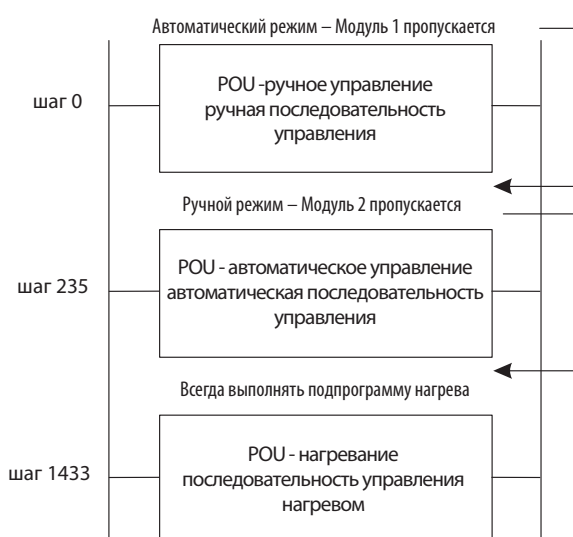 Автоматический режим – Модуль 1 пропускается
шаг 0
POU -ручное управление
ручная последовательность
управления
Ручной режим – Модуль 2 пропускается
шаг 235
POU - автоматическое управление
автоматическая последовательность
управления
Всегда выполнять подпрограмму нагрева
шаг 1433
POU - нагревание
последовательность управления
нагревом